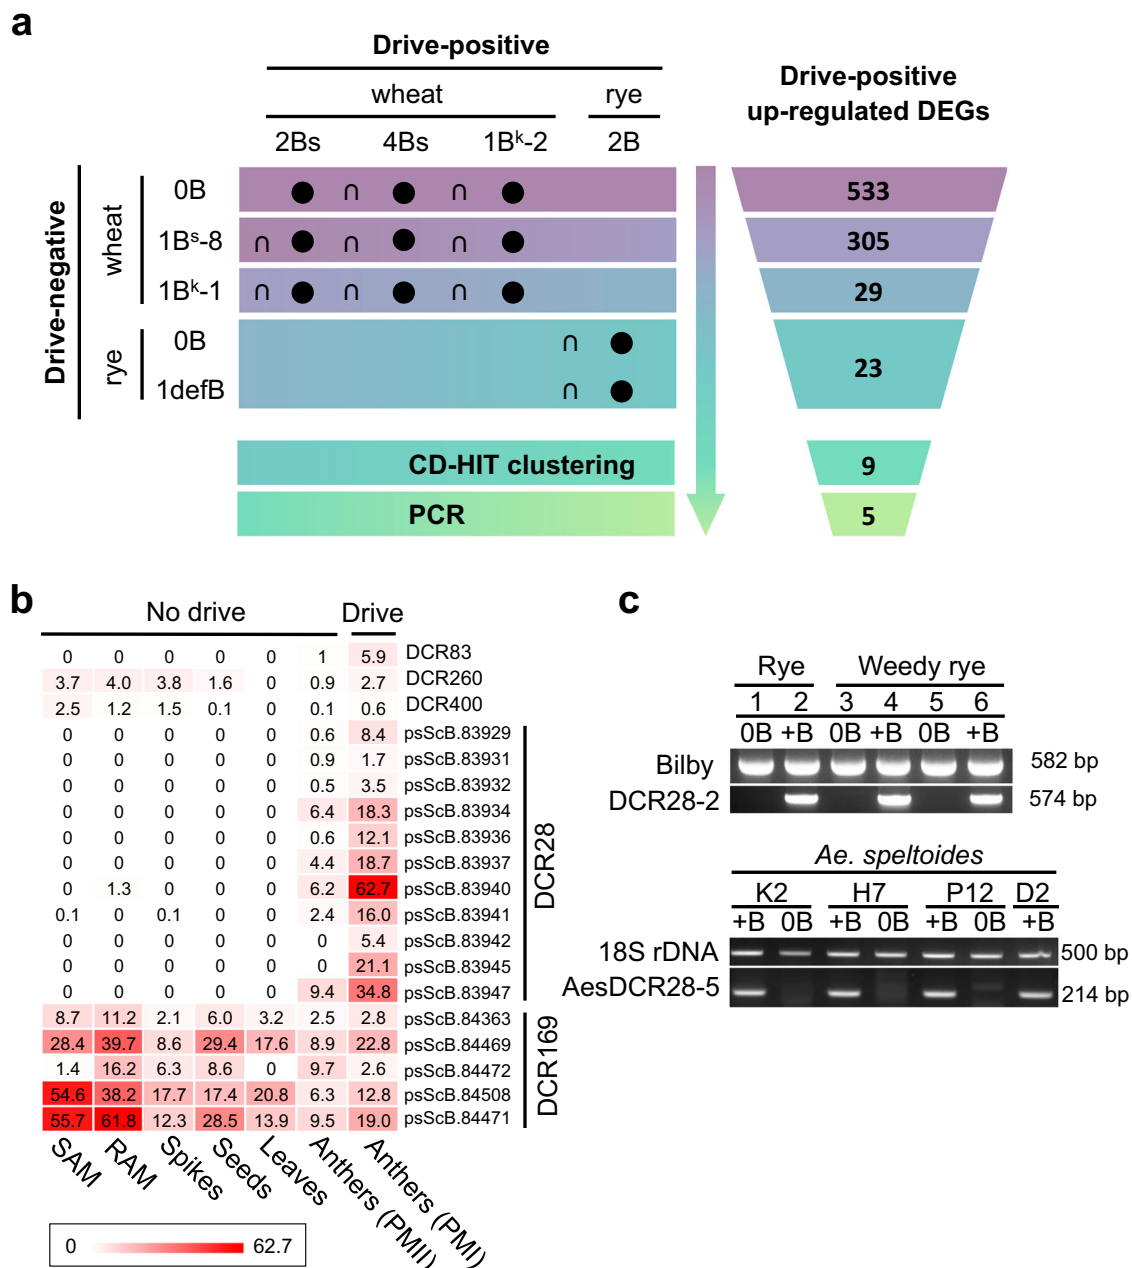 a
Drive-positive
wheat rye
2Bs 4Bs 1Bᵏ-2 2B
Drive-positive
up-regulated DEGs
Drive-negative
wheat
0B ∩ ∩ 533
1Bˢ-8 ∩ ∩ ∩ 305
1Bᵏ-1 ∩ ∩ ∩ 29
rye
0B ∩
1defB ∩
23
CD-HIT clustering 9
PCR 5
b
No drive Drive
0 0 0 0 0 1 5.9 DCR83
3.7 4.0 3.8 1.6 0 0.9 2.7 DCR260
2.5 1.2 1.5 0.1 0 0.1 0.6 DCR400
0 0 0 0 0 0.6 8.4 psScB.83929
0 0 0 0 0 0.9 1.7 psScB.83931
0 0 0 0 0 0.5 3.5 psScB.83932
0 0 0 0 0 6.4 18.3 psScB.83934
0 0 0 0 0 0.6 12.1 psScB.83936
0 0 0 0 0 4.4 18.7 psScB.83937
0 1.3 0 0 0 6.2 62.7 psScB.83940
0.1 0 0.1 0 0 2.4 16.0 psScB.83941
0 0 0 0 0 0 5.4 psScB.83942
0 0 0 0 0 0 21.1 psScB.83945
0 0 0 0 0 9.4 34.8 psScB.83947
DCR28
8.7 11.2 2.1 6.0 3.2 2.5 2.8 psScB.84363
28.4 39.7 8.6 29.4 17.6 8.9 22.8 psScB.84469
1.4 16.2 6.3 8.6 0 9.7 2.6 psScB.84472
54.6 38.2 17.7 17.4 20.8 6.3 12.8 psScB.84508
55.7 61.8 12.3 28.5 13.9 9.5 19.0 psScB.84471
DCR169
SAM
RAM
Spikes
Seeds
Leaves
Anthers (PMII)
Anthers (PMI)
0 62.7
c
Rye Weedy rye
1 2 3 4 5 6
0B +B 0B +B 0B +B
Bilby 582 bp
DCR28-2 574 bp
Ae. speltoides
K2 H7 P12 D2
+B 0B +B 0B +B 0B +B
18S rDNA 500 bp
AesDCR28-5 214 bp